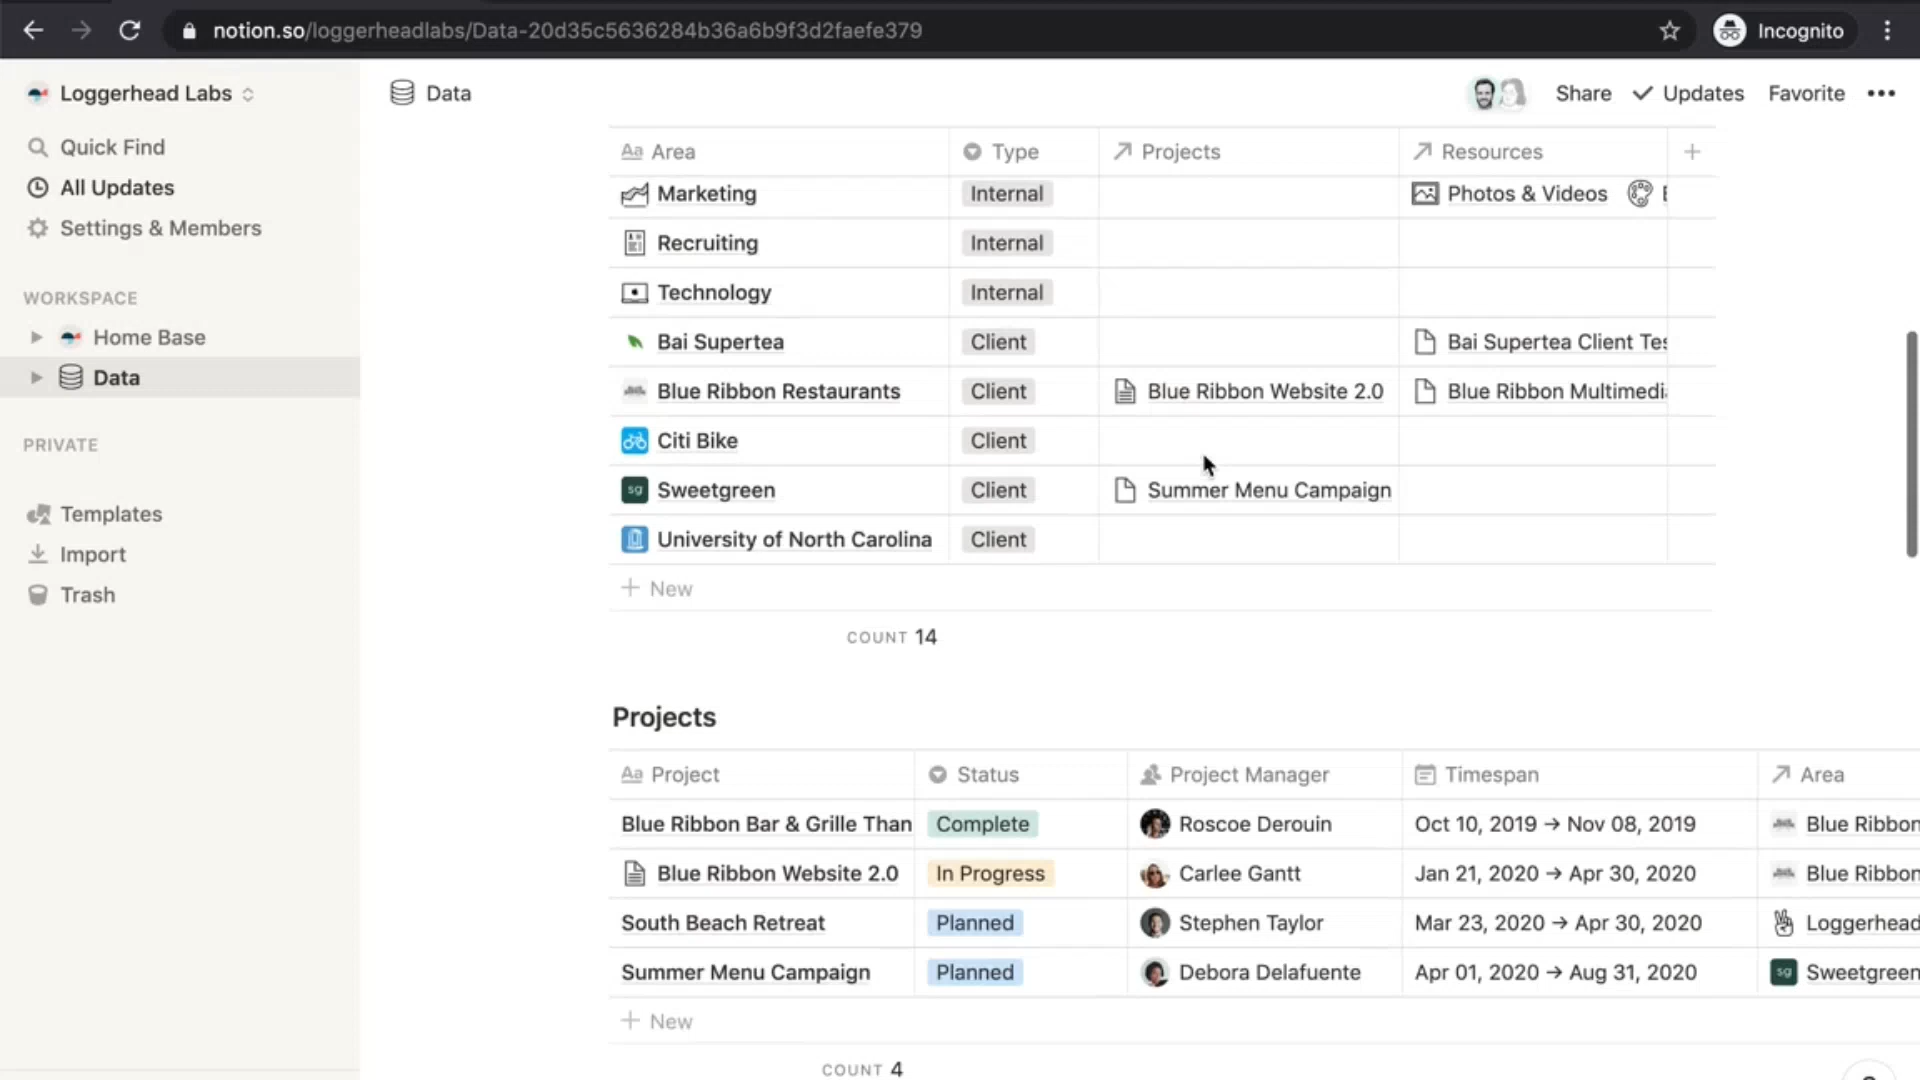 notion.so/loggerheadlabs/Data-20d35c5636284b36a6b9f3d2faefe379
Incognito
Loggerhead Labs
Data
Share
Updates
Favorite
Quick Find
All Updates
Settings & Members
WORKSPACE
Home Base
Data
PRIVATE
Templates
Import
Trash
Aa Area Type Projects Resources
Marketing Internal Photos & Videos
Recruiting Internal
Technology Internal
Bai Supertea Client Bai Supertea Client Tes
Blue Ribbon Restaurants Client Blue Ribbon Website 2.0 Blue Ribbon Multimedia
Citi Bike Client
sg Sweetgreen Client Summer Menu Campaign
University of North Carolina Client
+ New
COUNT 14
Projects
Aa Project Status Project Manager Timespan Area
Blue Ribbon Bar & Grille Than Complete Roscoe Derouin Oct 10, 2019 → Nov 08, 2019 Blue Ribbon
Blue Ribbon Website 2.0 In Progress Carlee Gantt Jan 21, 2020 → Apr 30, 2020 Blue Ribbon
South Beach Retreat Planned Stephen Taylor Mar 23, 2020 → Apr 30, 2020 Loggerhead
Summer Menu Campaign Planned Debora Delafuente Apr 01, 2020 → Aug 31, 2020 sg Sweetgreen
+ New
COUNT 4